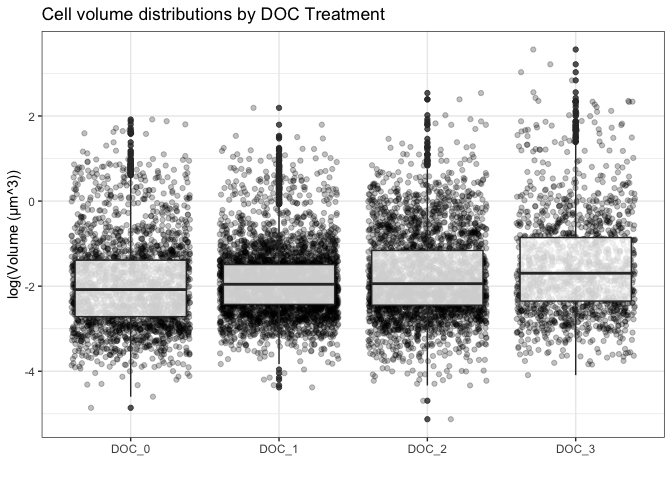 Cell volume distributions by DOC Treatment
log(Volume (μm^3))
2
0
-2
-4
DOC_0 DOC_1 DOC_2 DOC_3